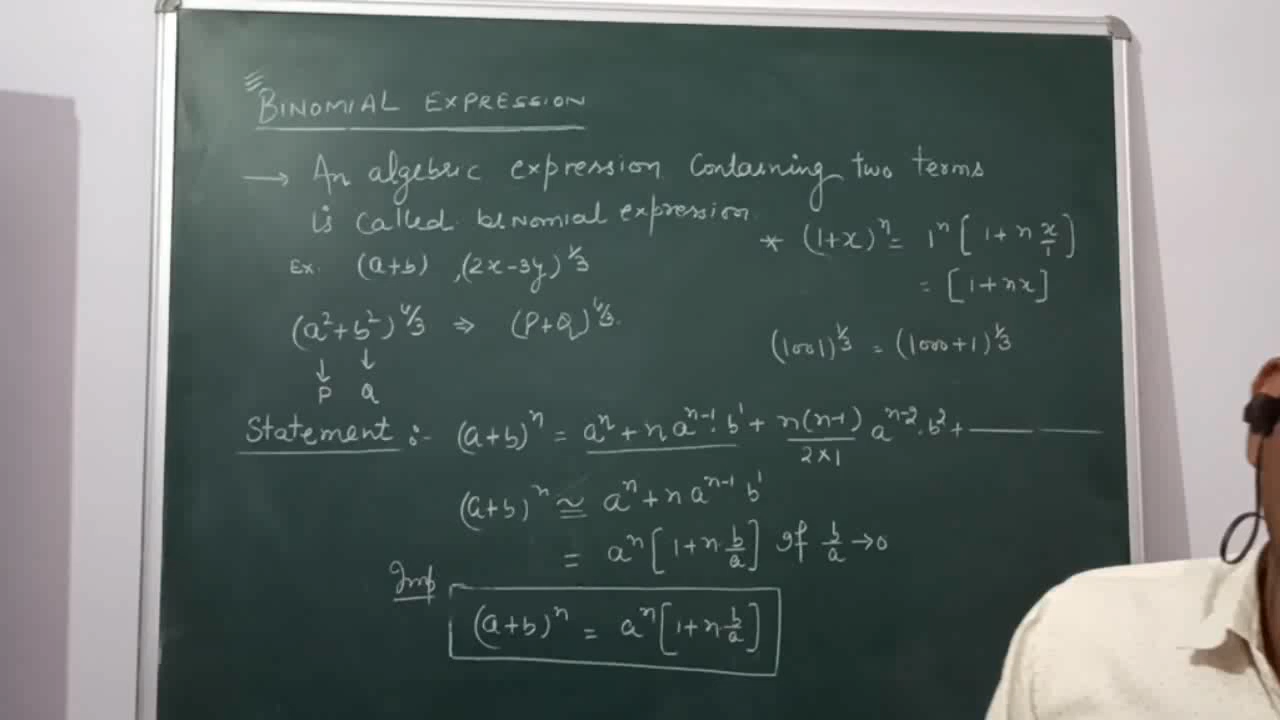 BINOMIAL EXPRESSION
→ An algebric expression containing two terms
is called binomial expression.
Ex. (a+b) , (2x-3y)^1/3
(a²+b²)^4/3 ⇒ (P+Q)^4/3.
↓ ↓
P Q
* (1+x)^n = 1^n [1+n x/1]
= [1+nx]
(1001)^1/3 = (1000+1)^1/3
Statement :- (a+b)^n = a^n + n a^n-1 . b^1 + n(n-1)/2×1 a^n-2 . b² + ——
(a+b)^n ≅ a^n + n a^n-1 b^1
= a^n [1+n. b/a] If b/a → 0
Imp
(a+b)^n = a^n [1+n. b/a]